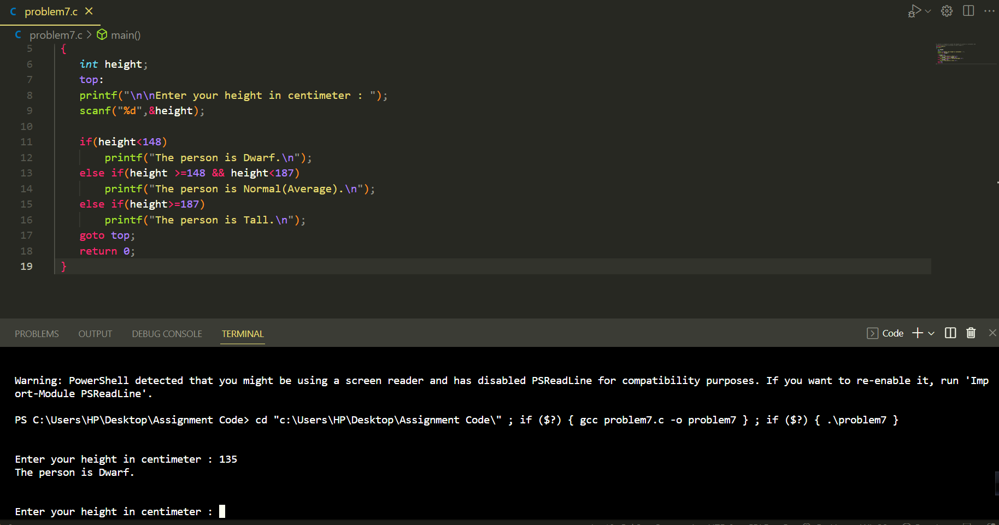 C problem7.c ×
C problem7.c > main()
5 {
6 int height;
7 top:
8 printf("\n\nEnter your height in centimeter : ");
9 scanf("%d",&height);
10
11 if(height<148)
12 printf("The person is Dwarf.\n");
13 else if(height >=148 && height<187)
14 printf("The person is Normal(Average).\n");
15 else if(height>=187)
16 printf("The person is Tall.\n");
17 goto top;
18 return 0;
19 }
PROBLEMS OUTPUT DEBUG CONSOLE TERMINAL Code
Warning: PowerShell detected that you might be using a screen reader and has disabled PSReadLine for compatibility purposes. If you want to re-enable it, run 'Imp
ort-Module PSReadLine'.
PS C:\Users\HP\Desktop\Assignment Code> cd "c:\Users\HP\Desktop\Assignment Code\" ; if ($?) { gcc problem7.c -o problem7 } ; if ($?) { .\problem7 }
Enter your height in centimeter : 135
The person is Dwarf.
Enter your height in centimeter :